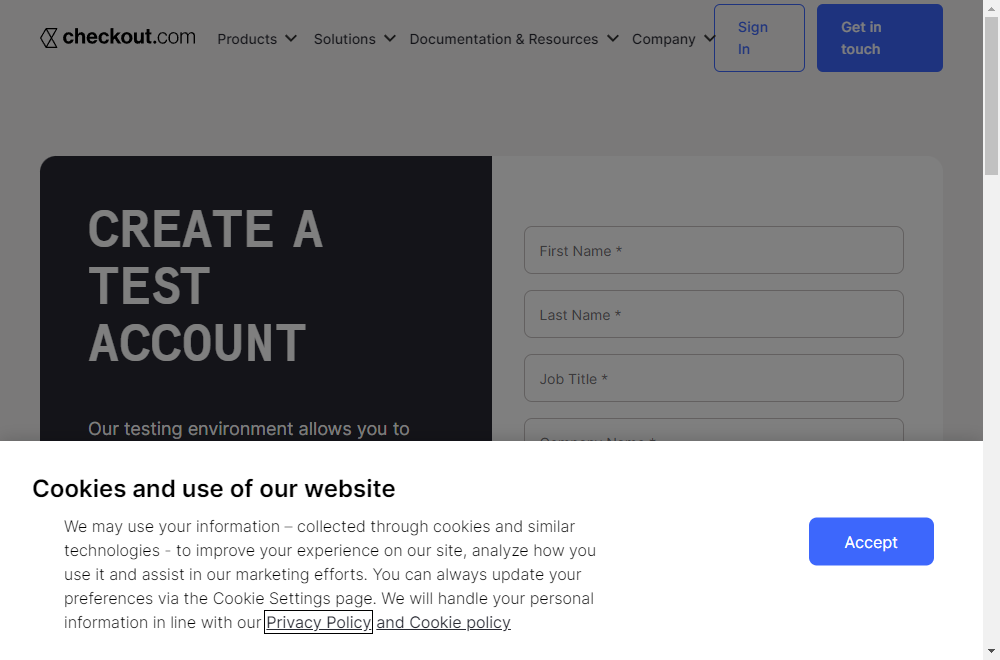 checkout.com Products Solutions Documentation & Resources Company
Sign
In
Get in
touch
CREATE A
TEST
ACCOUNT
Our testing environment allows you to
First Name *
Last Name *
Job Title *
Company Name *
Cookies and use of our website
We may use your information – collected through cookies and similar
technologies - to improve your experience on our site, analyze how you
use it and assist in our marketing efforts. You can always update your
preferences via the Cookie Settings page. We will handle your personal
information in line with our Privacy Policy and Cookie policy
Accept